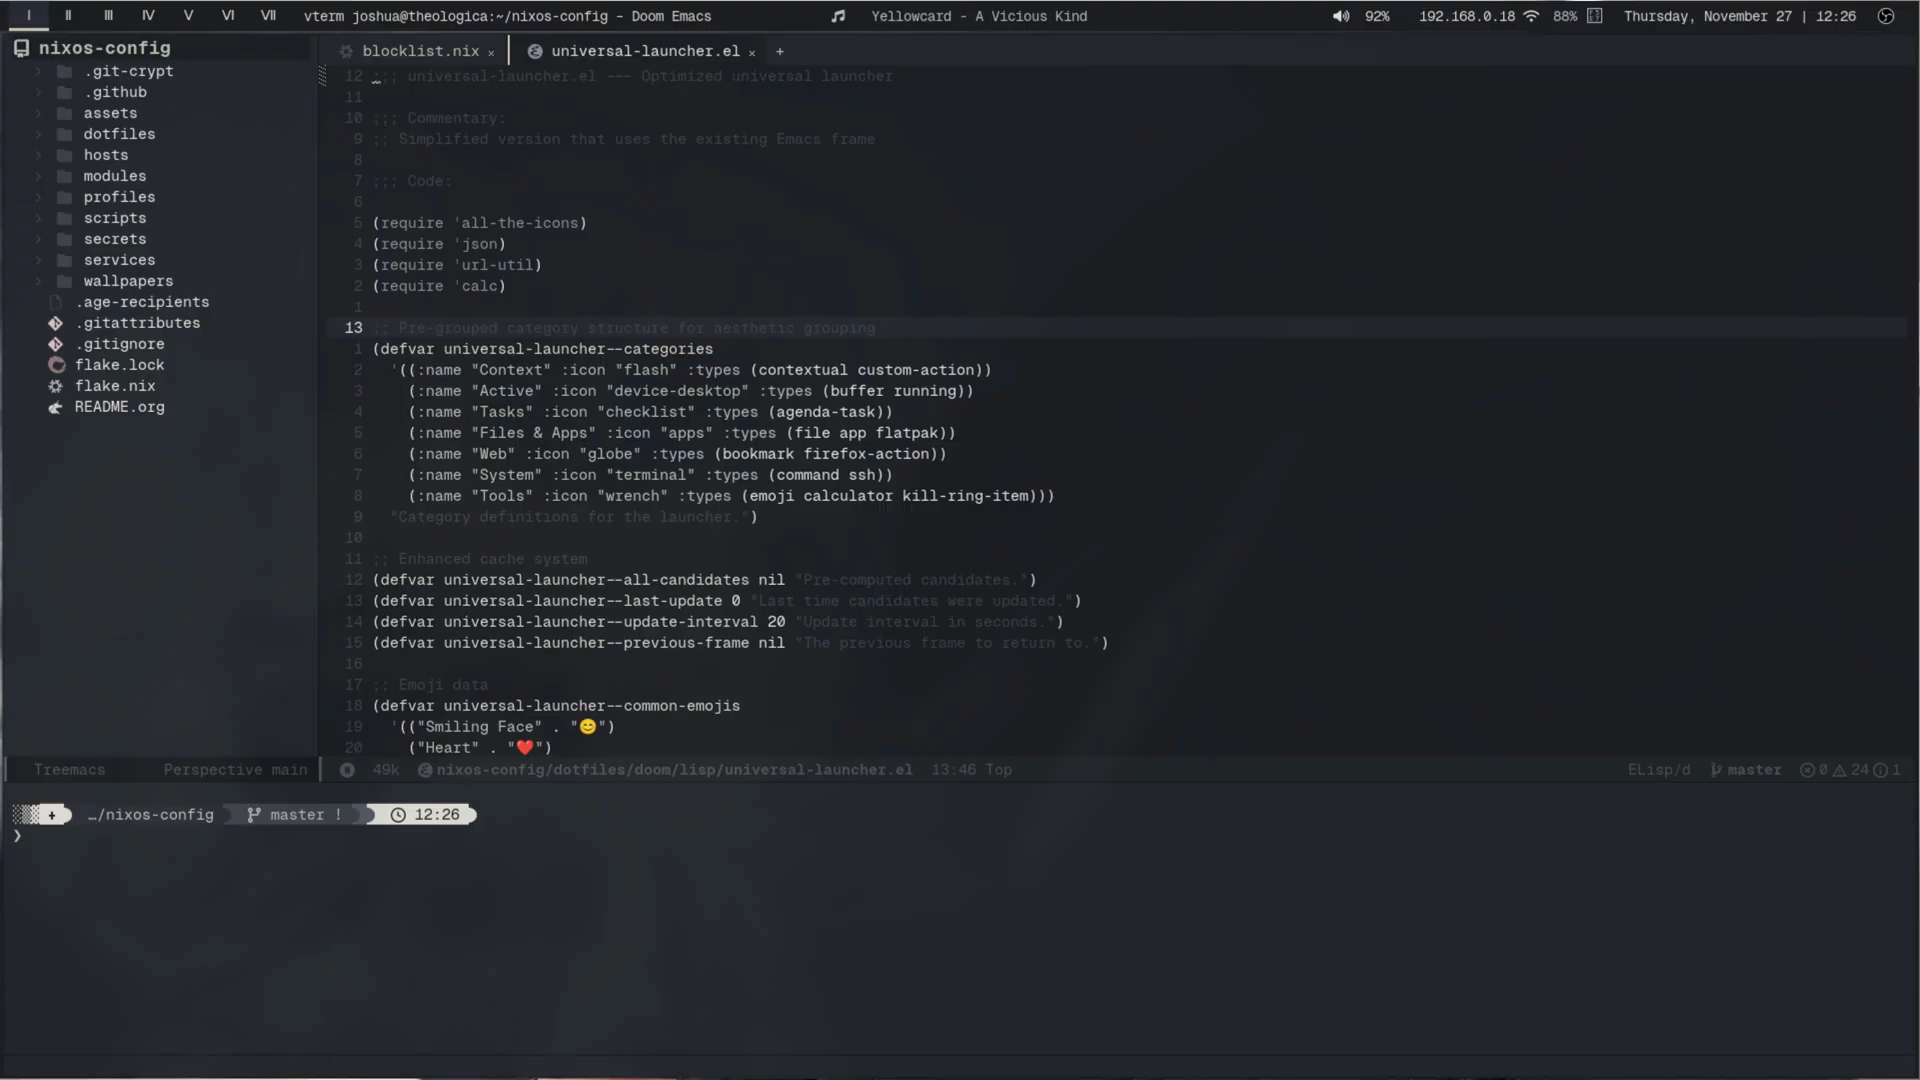 I II III IV V VI VII vterm joshua@theologica:~/nixos-config - Doom Emacs Yellowcard - A Vicious Kind 92% 192.168.0.18 88% Thursday, November 27 | 12:26
nixos-config
.git-crypt
.github
assets
dotfiles
hosts
modules
profiles
scripts
secrets
services
wallpapers
.age-recipients
.gitattributes
.gitignore
flake.lock
flake.nix
README.org
blocklist.nix × universal-launcher.el × +
12 ;;; universal-launcher.el --- Optimized universal launcher
11
10 ;;; Commentary:
9 ;; Simplified version that uses the existing Emacs frame
8
7 ;;; Code:
6
5 (require 'all-the-icons)
4 (require 'json)
3 (require 'url-util)
2 (require 'calc)
1
13 ;; Pre-grouped category structure for aesthetic grouping
1 (defvar universal-launcher--categories
2 '((:name "Context" :icon "flash" :types (contextual custom-action))
3 (:name "Active" :icon "device-desktop" :types (buffer running))
4 (:name "Tasks" :icon "checklist" :types (agenda-task))
5 (:name "Files & Apps" :icon "apps" :types (file app flatpak))
6 (:name "Web" :icon "globe" :types (bookmark firefox-action))
7 (:name "System" :icon "terminal" :types (command ssh))
8 (:name "Tools" :icon "wrench" :types (emoji calculator kill-ring-item)))
9 "Category definitions for the launcher.")
10
11 ;; Enhanced cache system
12 (defvar universal-launcher--all-candidates nil "Pre-computed candidates.")
13 (defvar universal-launcher--last-update 0 "Last time candidates were updated.")
14 (defvar universal-launcher--update-interval 20 "Update interval in seconds.")
15 (defvar universal-launcher--previous-frame nil "The previous frame to return to.")
16
17 ;; Emoji data
18 (defvar universal-launcher--common-emojis
19 '(("Smiling Face" . "😊")
20 ("Heart" . "❤️")
Treemacs Perspective main 49k nixos-config/dotfiles/doom/lisp/universal-launcher.el 13:46 Top ELisp/d master 0 24 1
+ …/nixos-config master ! 12:26
❯